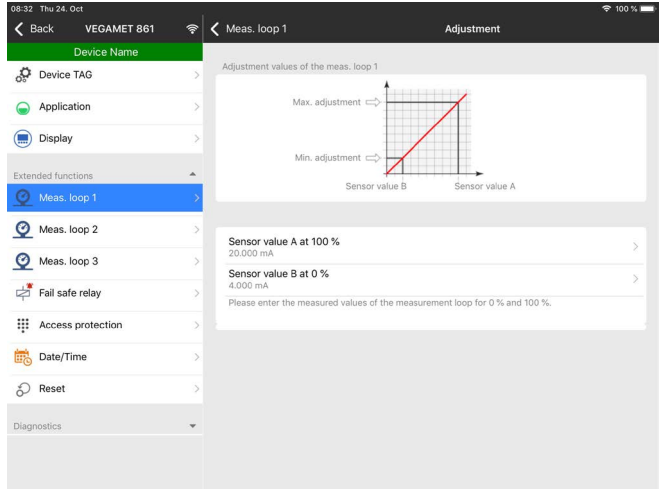 08:32 Thu 24. Oct
100 %
Back
VEGAMET 861
Meas. loop 1
Adjustment
Device Name
Device TAG
Application
Display
Extended functions
Meas. loop 1
Meas. loop 2
Meas. loop 3
Fail safe relay
Access protection
Date/Time
Reset
Diagnostics
Adjustment values of the meas. loop 1
Max. adjustment
Min. adjustment
Sensor value B
Sensor value A
Sensor value A at 100 %
20.000 mA
Sensor value B at 0 %
4.000 mA
Please enter the measured values of the measurement loop for 0 % and 100 %.